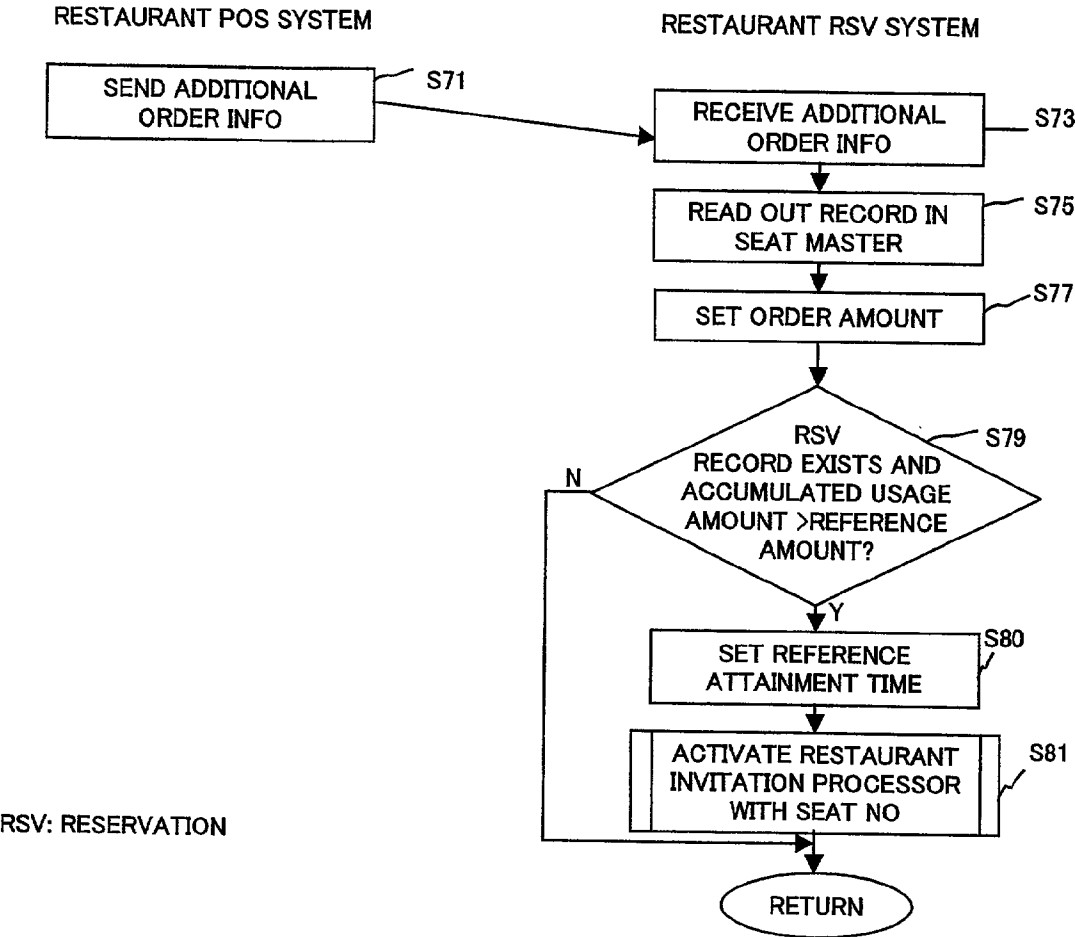 RESTAURANT POS SYSTEM
RESTAURANT RSV SYSTEM
SEND ADDITIONAL
ORDER INFO
S71
RECEIVE ADDITIONAL
ORDER INFO
S73
READ OUT RECORD IN
SEAT MASTER
S75
SET ORDER AMOUNT
S77
RSV
RECORD EXISTS AND
ACCUMULATED USAGE
AMOUNT >REFERENCE
AMOUNT?
S79
N
Y
SET REFERENCE
ATTAINMENT TIME
S80
ACTIVATE RESTAURANT
INVITATION PROCESSOR
WITH SEAT NO
S81
RSV: RESERVATION
RETURN